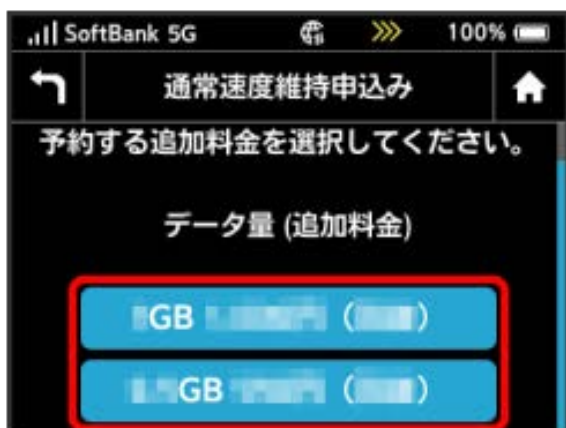 SoftBank 5G 100%
通常速度維持申込み
予約する追加料金を選択してください。
データ量 (追加料金)
GB ( )
GB ( )